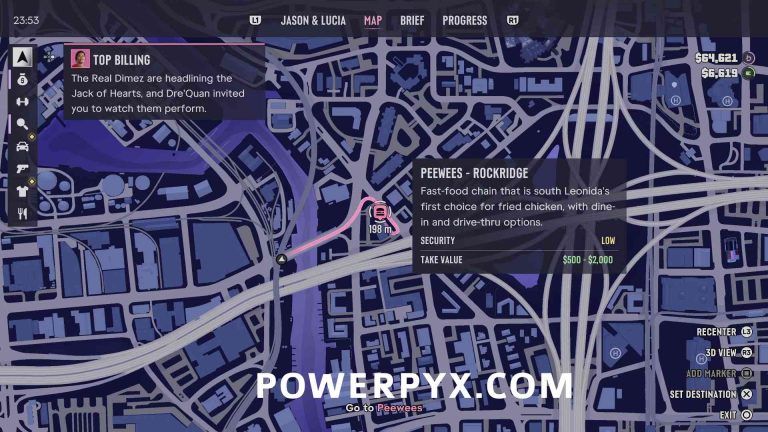 23:53
L1 JASON & LUCIA MAP BRIEF PROGRESS R1
TOP BILLING
The Real Dimez are headlining the
Jack of Hearts, and Dre'Quan invited
you to watch them perform.
$64,621
$6,619
PEEWEES - ROCKRIDGE
Fast-food chain that is south Leonida's
first choice for fried chicken, with dine-
in and drive-thru options.
SECURITY LOW
TAKE VALUE $500 - $2,000
198 m
H
H
H
H
RECENTER L3
3D VIEW R3
ADD MARKER
SET DESTINATION
EXIT
POWERPYX.COM
Go to Peewees